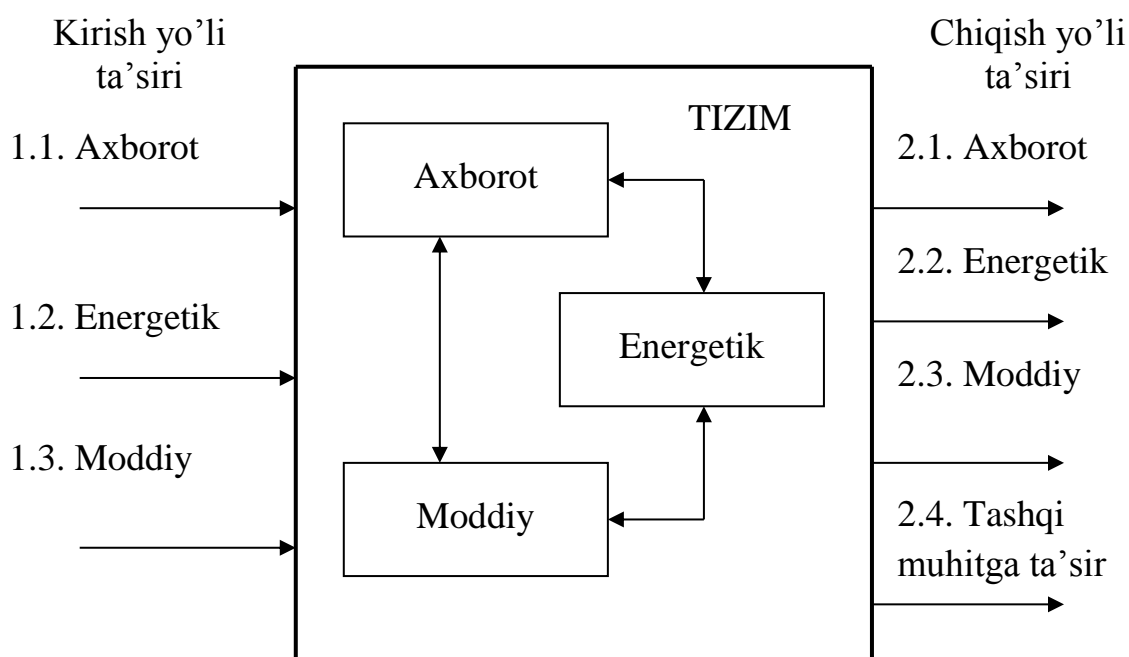 Kirish yo’li
ta’siri
1.1. Axborot
1.2. Energetik
1.3. Moddiy
TIZIM
Axborot
Energetik
Moddiy
Chiqish yo’li
ta’siri
2.1. Axborot
2.2. Energetik
2.3. Moddiy
2.4. Tashqi
muhitga ta’sir